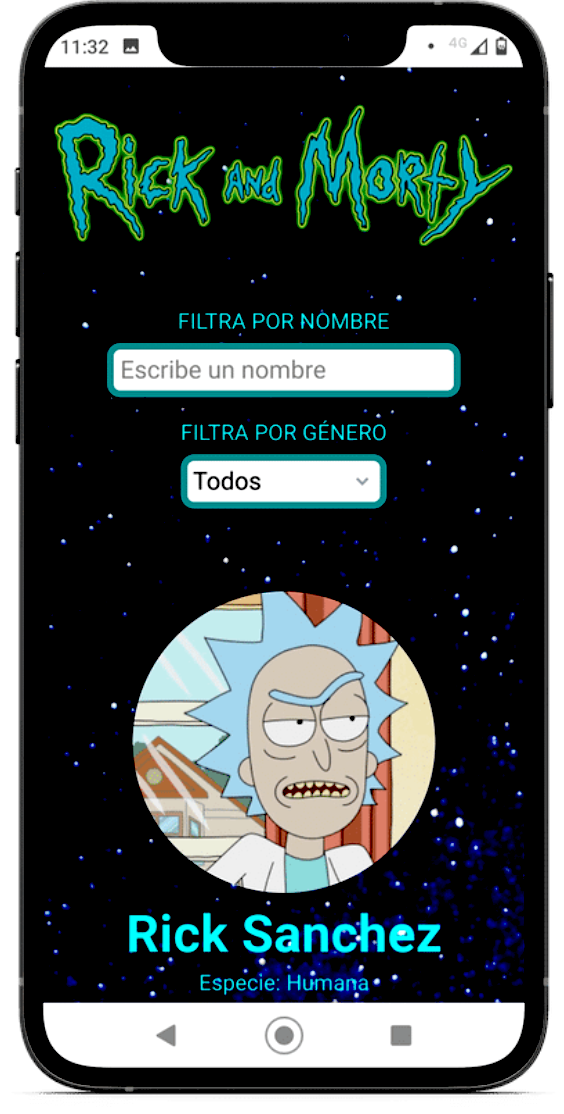 11:32
4G
Rick and Morty
FILTRA POR NOMBRE
Escribe un nombre
FILTRA POR GÉNERO
Todos
Rick Sanchez
Especie: Humana